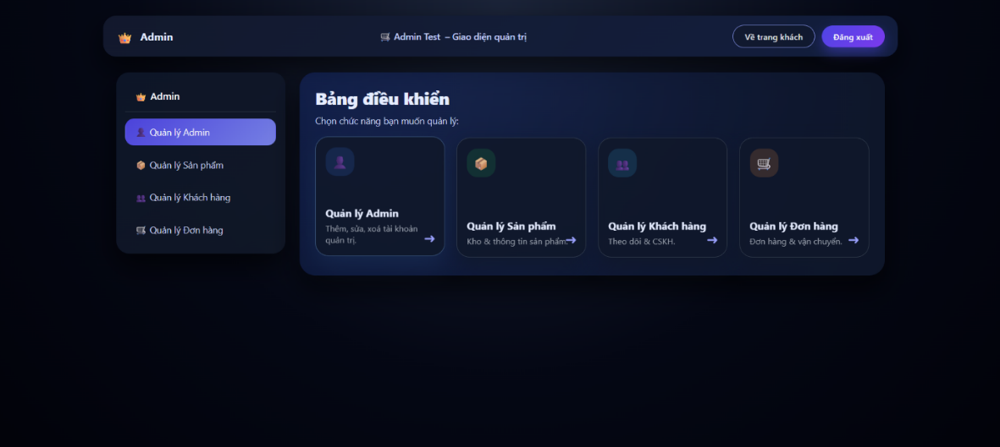 Admin
Admin Test – Giao diện quản trị
Về trang khách
Đăng xuất
Admin
Quản lý Admin
Quản lý Sản phẩm
Quản lý Khách hàng
Quản lý Đơn hàng
Bảng điều khiển
Chọn chức năng bạn muốn quản lý:
Quản lý Admin
Thêm, sửa, xoá tài khoản
quản trị.
→
Quản lý Sản phẩm
Kho & thông tin sản phẩm.→
Quản lý Khách hàng
Theo dõi & CSKH. →
Quản lý Đơn hàng
Đơn hàng & vận chuyển. →